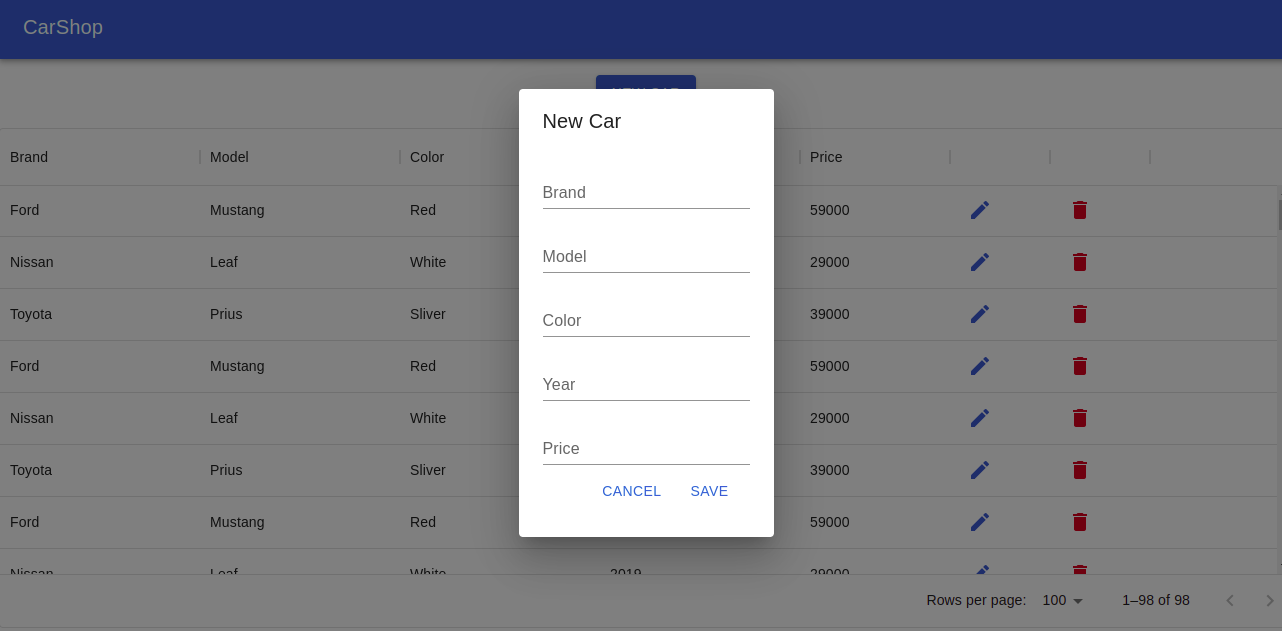 CarShop
NEW CAR
New Car
Brand Model Color Price
Brand
Ford Mustang Red 59000
Nissan Leaf White 29000
Model
Toyota Prius Sliver 39000
Color
Ford Mustang Red 59000
Year
Nissan Leaf White 29000
Price
Toyota Prius Sliver 39000
CANCEL SAVE
Ford Mustang Red 59000
Nissan Leaf White 2019 29000
Rows per page: 100 1–98 of 98